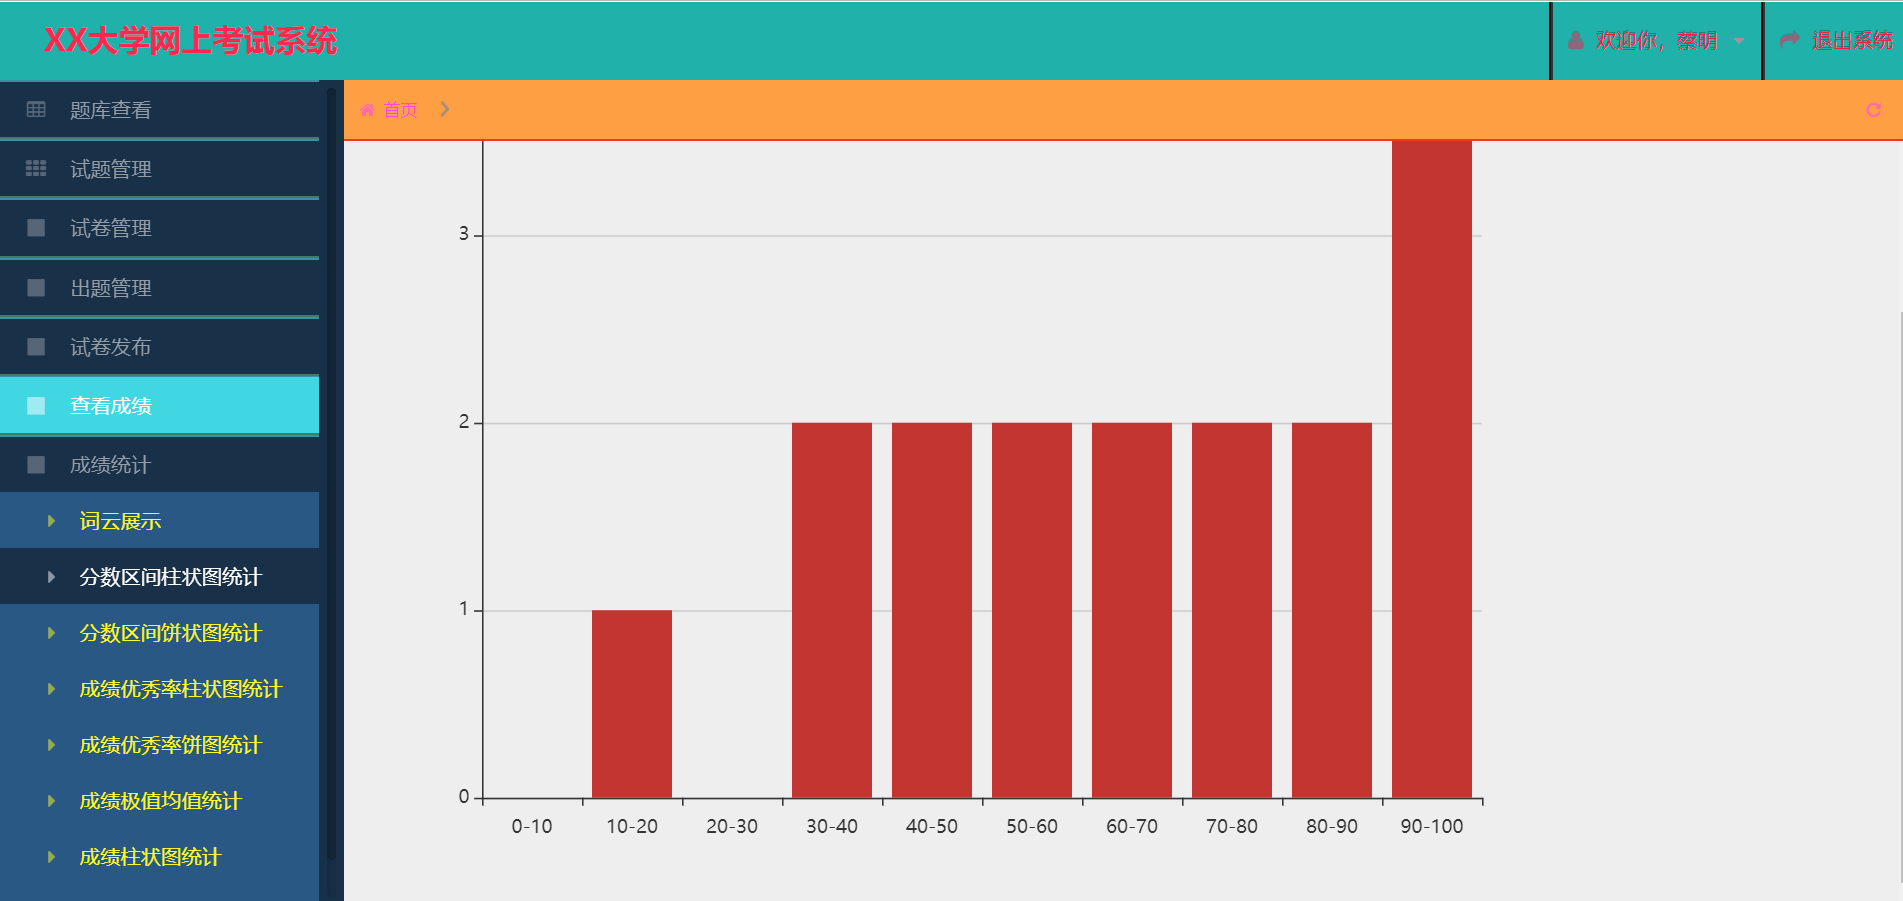 XX大学网上考试系统
欢迎你，蔡明
退出系统
首页
题库查看
试题管理
试卷管理
出题管理
试卷发布
查看成绩
成绩统计
词云展示
分数区间柱状图统计
分数区间饼状图统计
成绩优秀率柱状图统计
成绩优秀率饼图统计
成绩极值均值统计
成绩柱状图统计
3
2
1
0
0-10 10-20 20-30 30-40 40-50 50-60 60-70 70-80 80-90 90-100